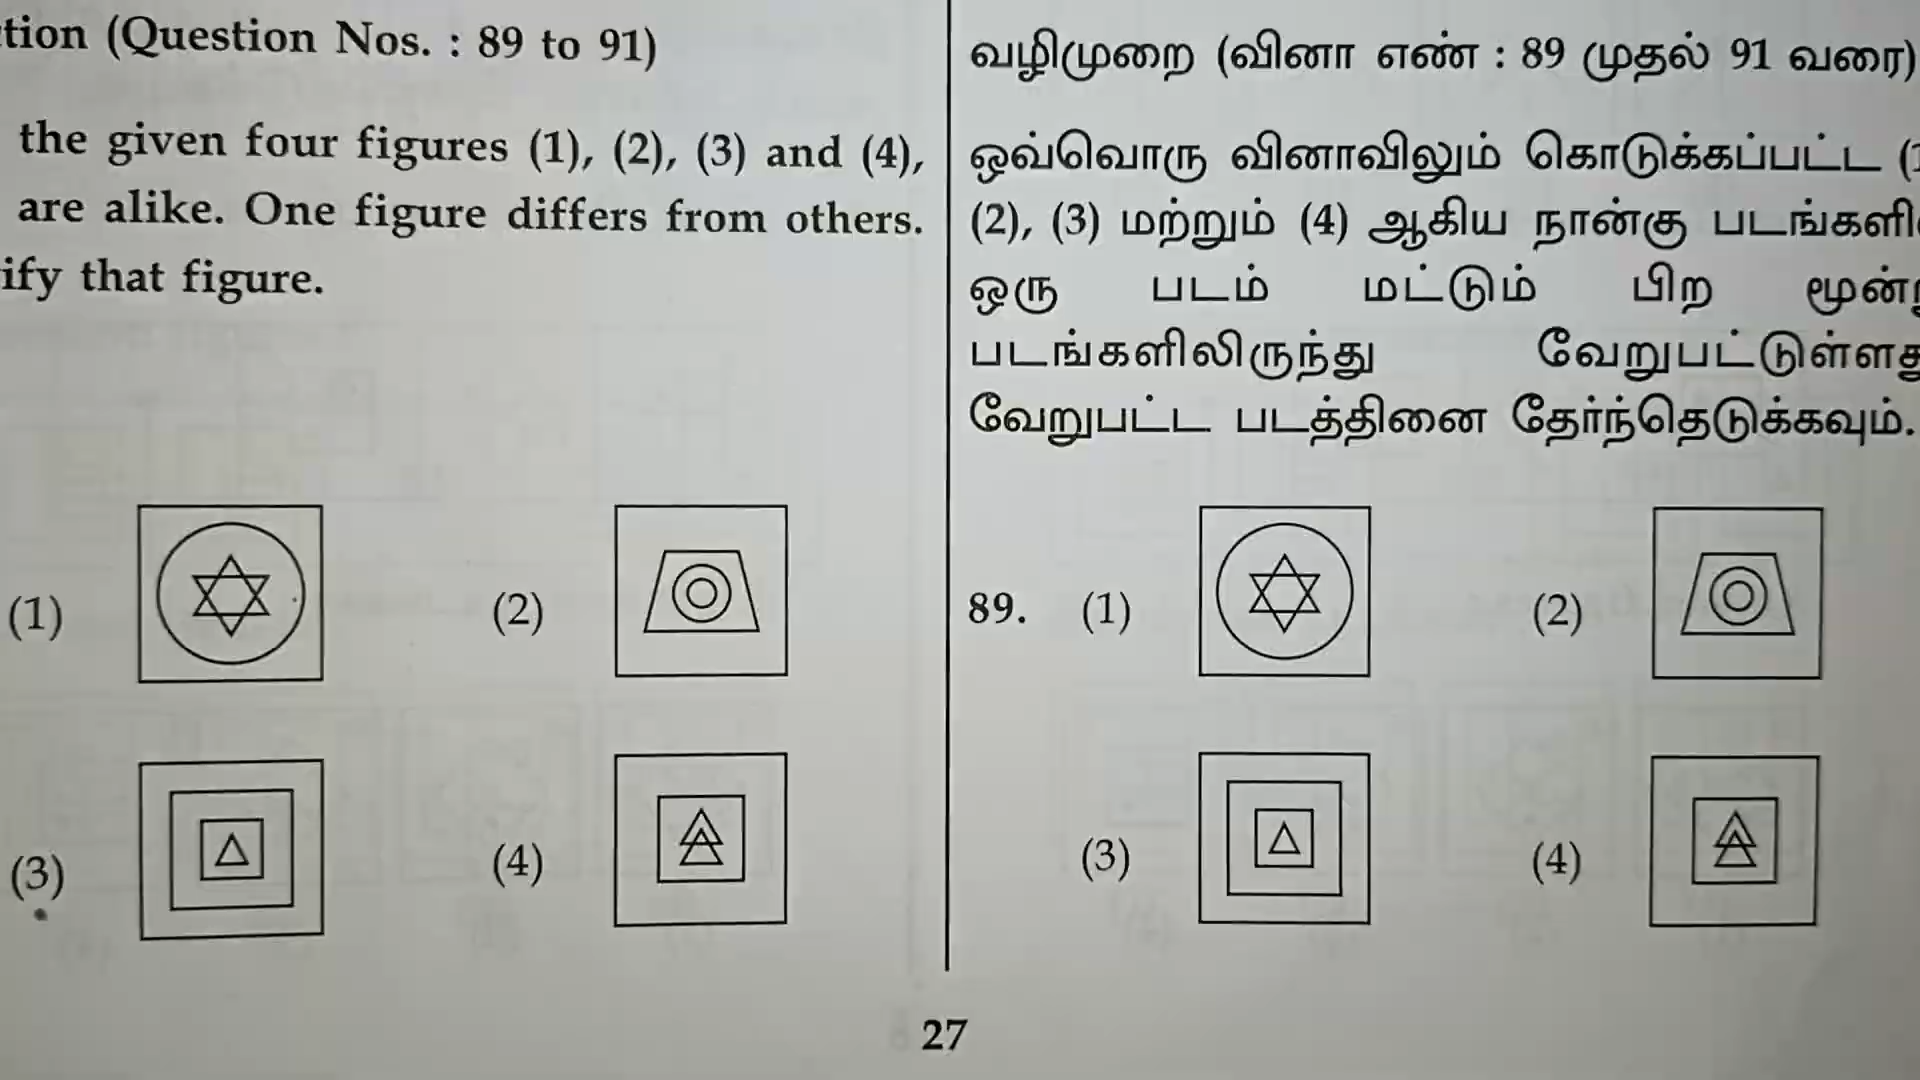 tion (Question Nos. : 89 to 91)
the given four figures (1), (2), (3) and (4),
are alike. One figure differs from others.
ify that figure.
(1) (2)
(3) (4)
வழிமுறை (வினா எண் : 89 முதல் 91 வரை)
ஒவ்வொரு வினாவிலும் கொடுக்கப்பட்ட
(2), (3) மற்றும் (4) ஆகிய நான்கு
ஒரு படம் மட்டும் பிற
படங்களிலிருந்து
வேறுபட்ட படத்தினை தேர்ந்தெடுக்கவும்.
89. (1) (2)
(3) (4)
27